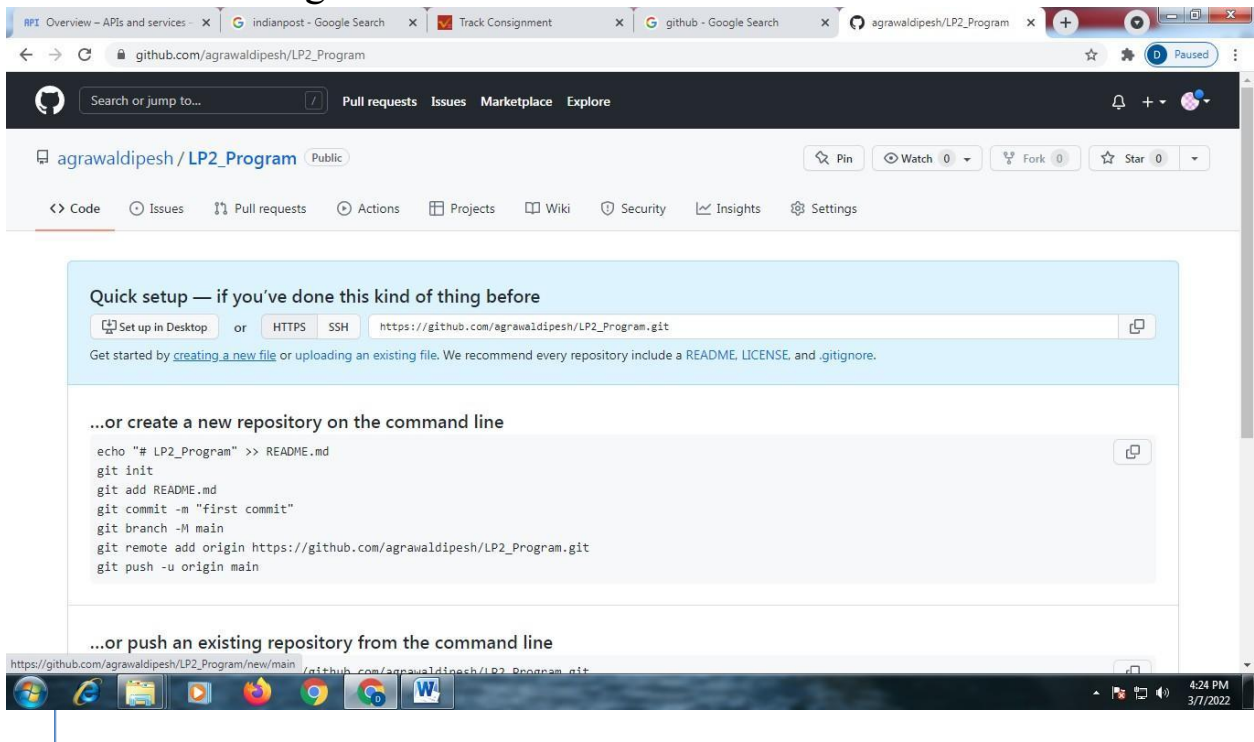 Overview – APIs and services -
indianpost - Google Search
Track Consignment
github - Google Search
agrawaldipesh/LP2_Program
github.com/agrawaldipesh/LP2_Program
D Paused
Search or jump to... /
Pull requests Issues Marketplace Explore
agrawaldipesh / LP2_Program Public
Pin Watch 0 Fork 0 Star 0
<> Code Issues Pull requests Actions Projects Wiki Security Insights Settings
Quick setup — if you've done this kind of thing before
Set up in Desktop or HTTPS SSH https://github.com/agrawaldipesh/LP2_Program.git
Get started by creating a new file or uploading an existing file. We recommend every repository include a README, LICENSE, and .gitignore.
...or create a new repository on the command line
echo "# LP2_Program" >> README.md
git init
git add README.md
git commit -m "first commit"
git branch -M main
git remote add origin https://github.com/agrawaldipesh/LP2_Program.git
git push -u origin main
...or push an existing repository from the command line
https://github.com/agrawaldipesh/LP2_Program/new/main
/github.com/agrawaldipesh/LP2_Program.git
4:24 PM
3/7/2022